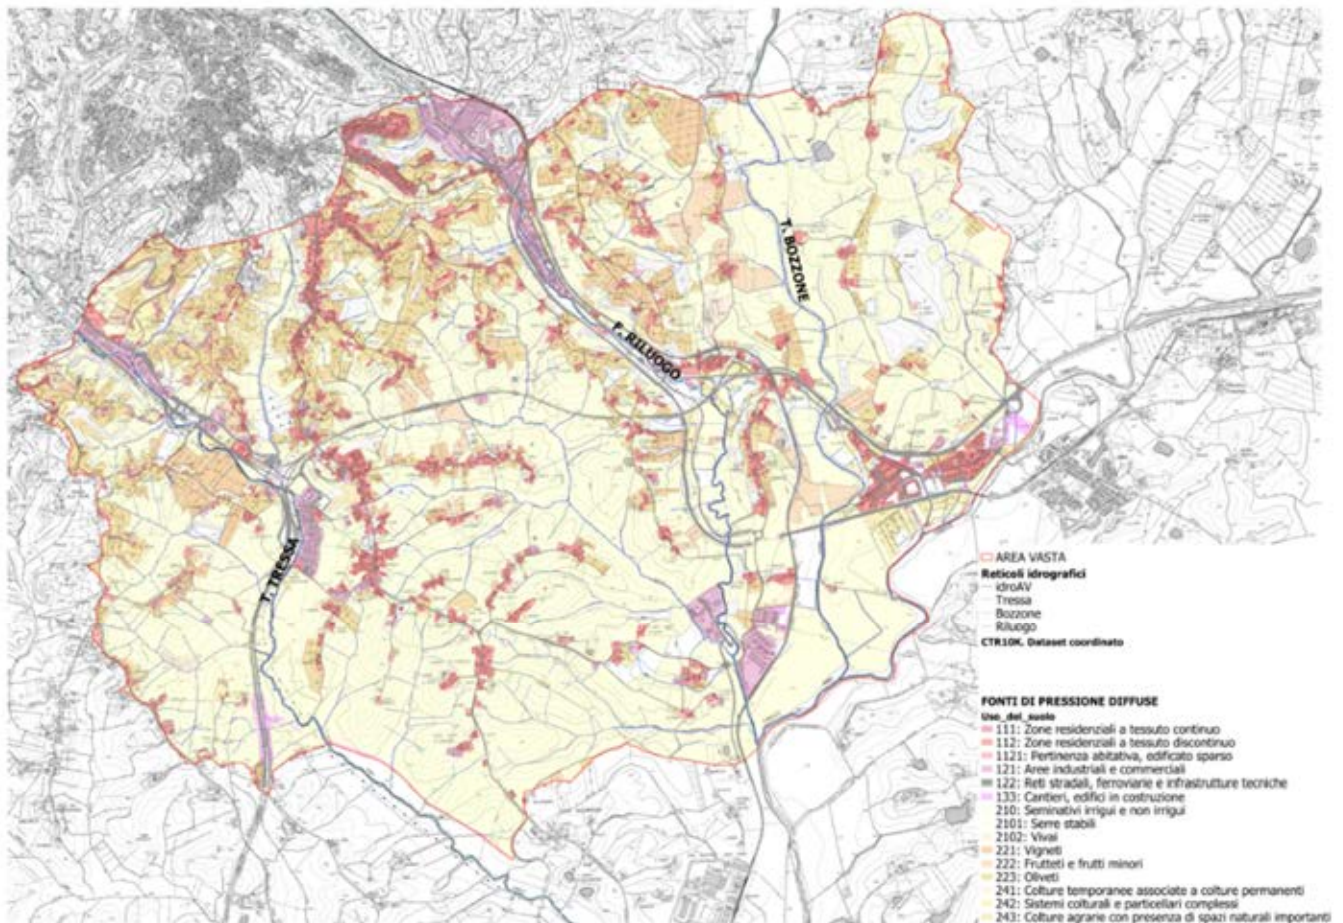 T. BOZZONE
F. RILUOGO
T. TRESSA
AREA VASTA
Reticoli idrografici
idroAV
Tressa
Bozzone
Riluogo
CTR10K. Dataset coordinato
FONTI DI PRESSIONE DIFFUSE
Uso_del_suolo
111: Zone residenziali a tessuto continuo
112: Zone residenziali a tessuto discontinuo
1121: Pertinenza abitativa, edificato sparso
121: Aree industriali e commerciali
122: Reti stradali, ferroviarie e infrastrutture tecniche
133: Cantieri, edifici in costruzione
210: Seminativi irrigui e non irrigui
2101: Serre stabili
2102: Vivai
221: Vigneti
222: Frutteti e frutti minori
223: Oliveti
241: Colture temporanee associate a colture permanenti
242: Sistemi colturali e particellari complessi
243: Colture agrarie con presenza di spazi naturali importante